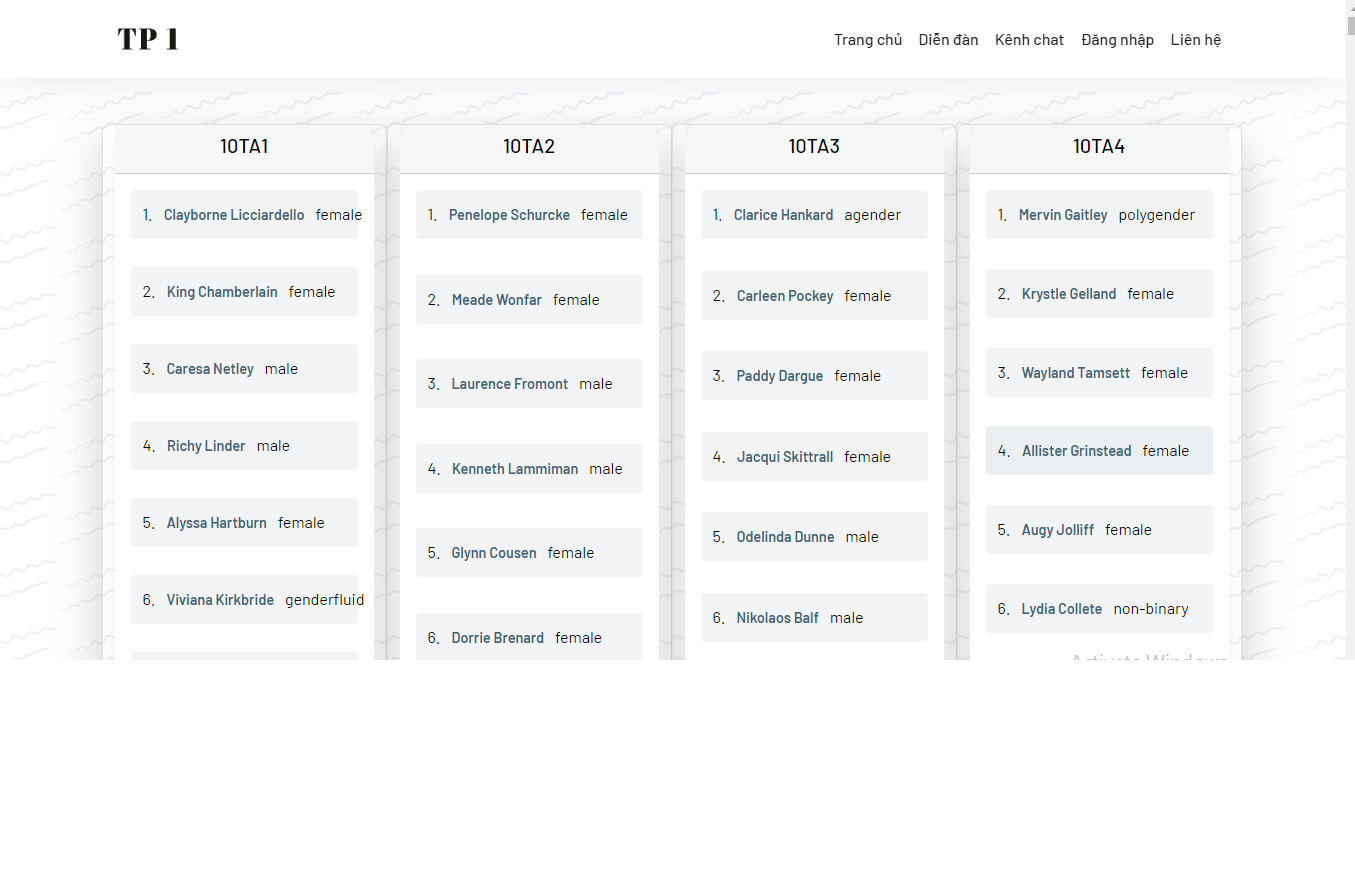 TP 1
Trang chủ Diễn đàn Kênh chat Đăng nhập Liên hệ
10TA1
1. Clayborne Licciardello female
2. King Chamberlain female
3. Caresa Netley male
4. Richy Linder male
5. Alyssa Hartburn female
6. Viviana Kirkbride genderfluid
10TA2
1. Penelope Schurcke female
2. Meade Wonfar female
3. Laurence Fromont male
4. Kenneth Lammiman male
5. Glynn Cousen female
6. Dorrie Brenard female
10TA3
1. Clarice Hankard agender
2. Carleen Pockey female
3. Paddy Dargue female
4. Jacqui Skittrall female
5. Odelinda Dunne male
6. Nikolaos Balf male
10TA4
1. Mervin Gaitley polygender
2. Krystle Gelland female
3. Wayland Tamsett female
4. Allister Grinstead female
5. Augy Jolliff female
6. Lydia Collete non-binary
Activate Windows